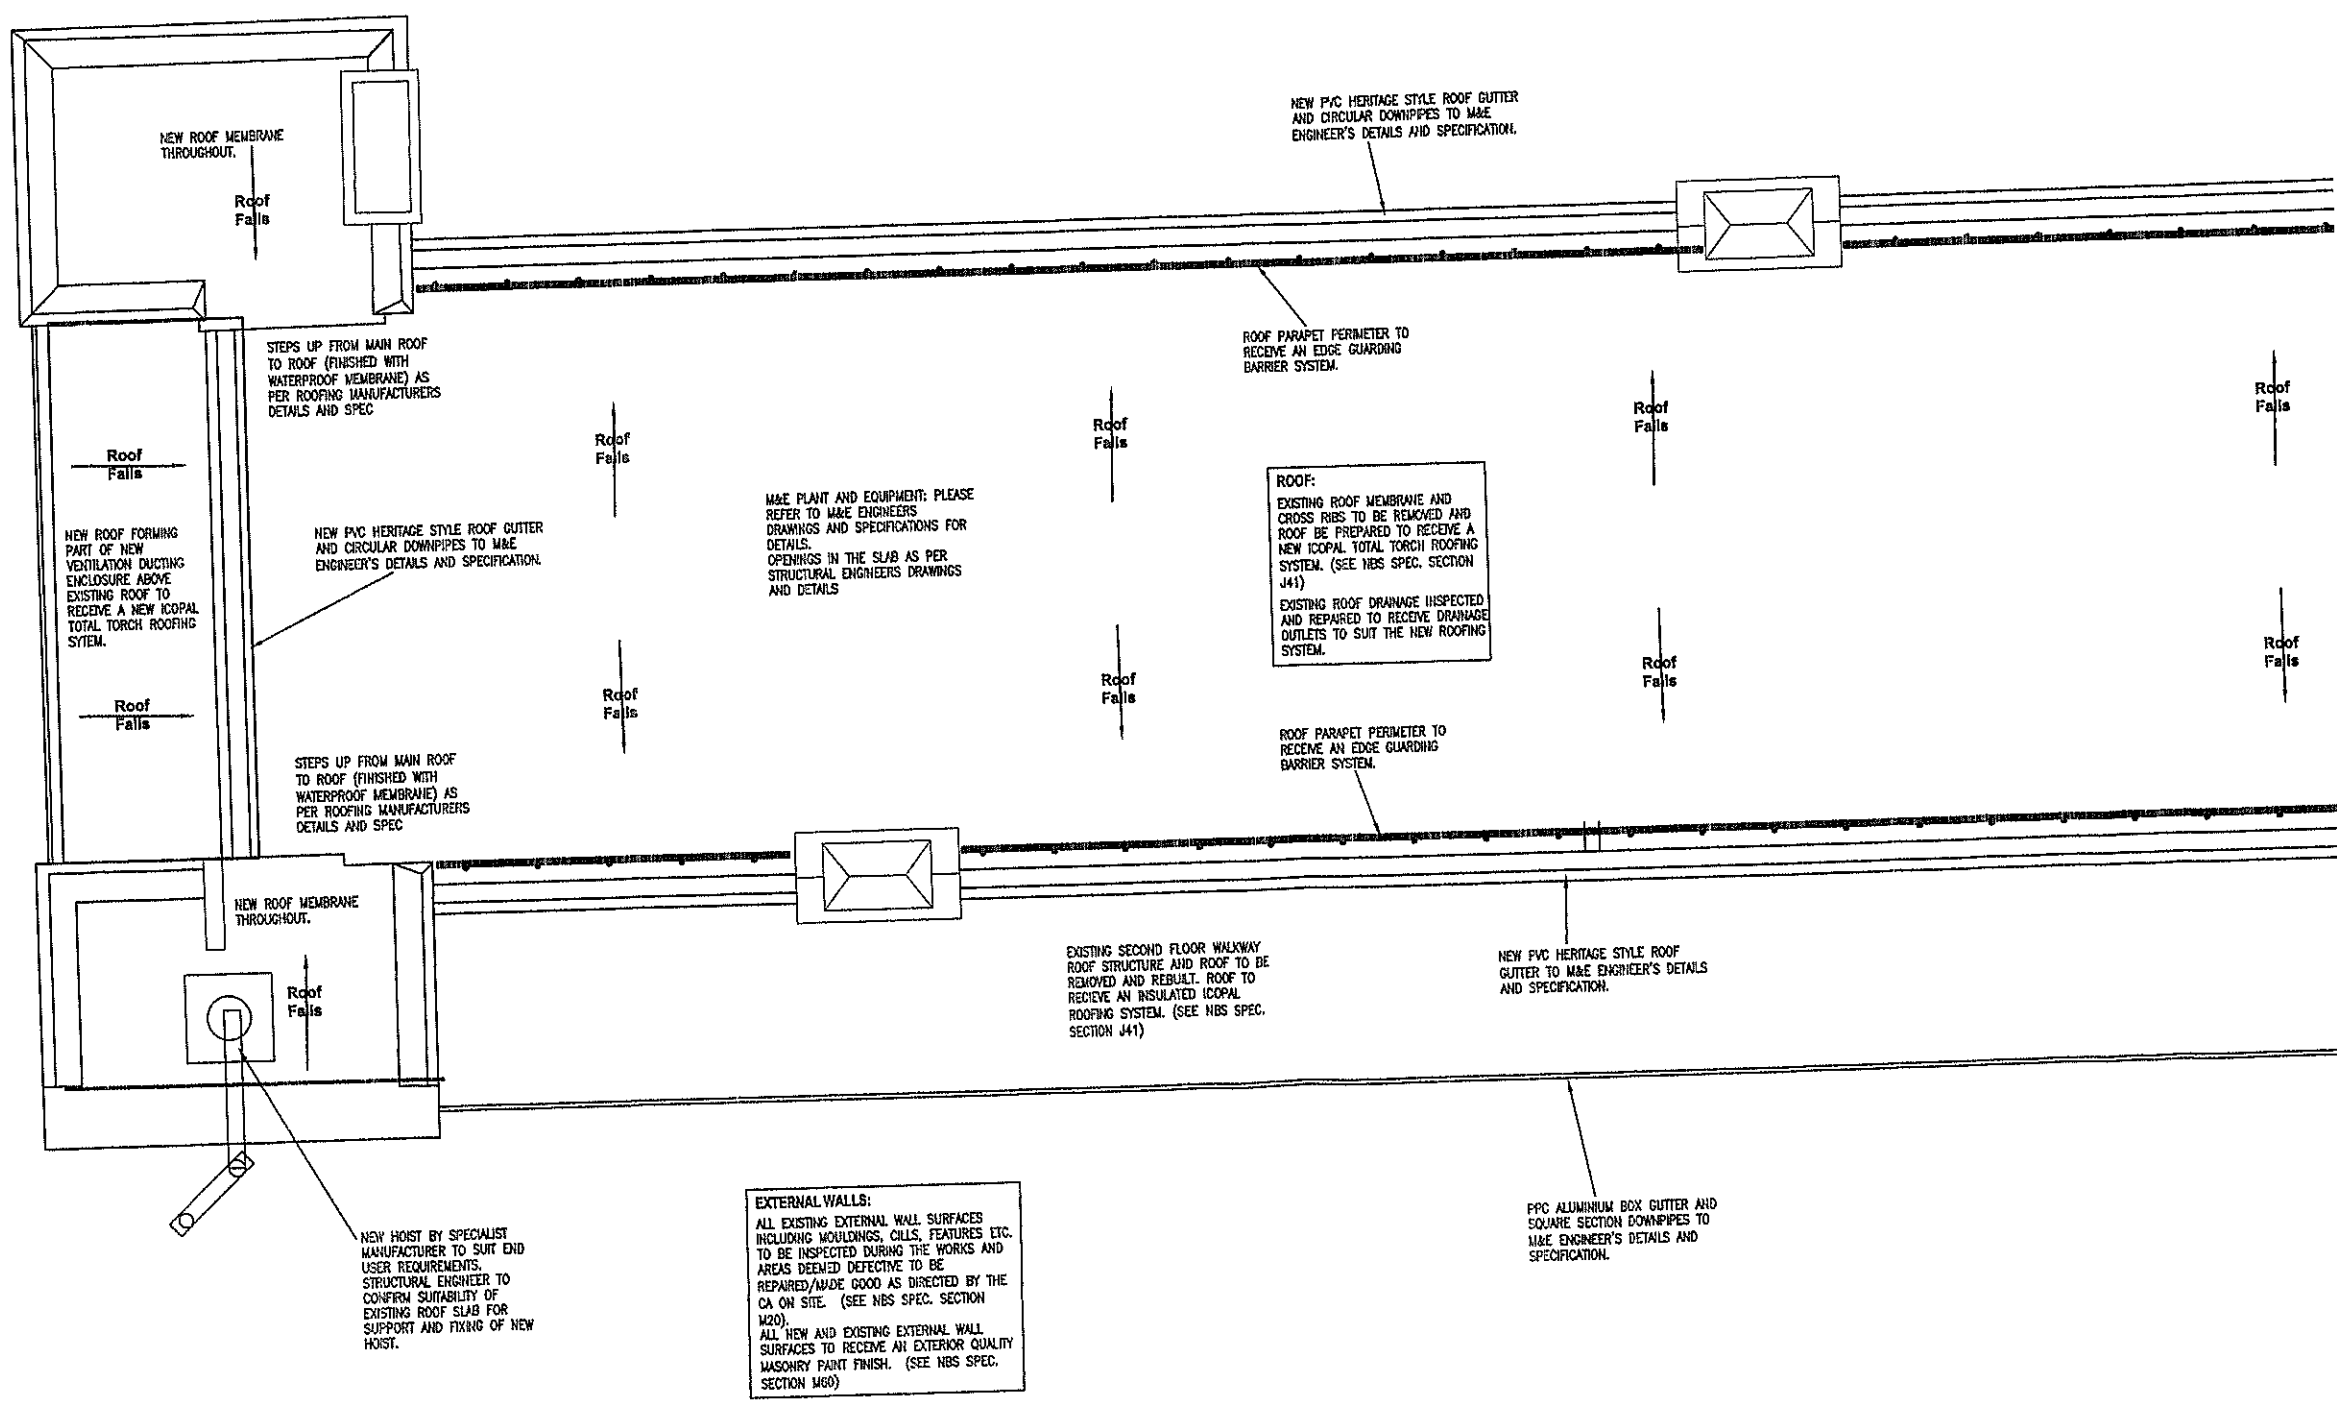 NEW ROOF MEMBRANE
THROUGHOUT.
Roof
Falls
NEW PVC HERITAGE STYLE ROOF GUTTER
AND CIRCULAR DOWNPIPES TO M&E
ENGINEER'S DETAILS AND SPECIFICATION.
STEPS UP FROM MAIN ROOF
TO ROOF (FINISHED WITH
WATERPROOF MEMBRANE) AS
PER ROOFING MANUFACTURERS
DETAILS AND SPEC
ROOF PARAPET PERIMETER TO
RECEIVE AN EDGE GUARDING
BARRIER SYSTEM.
Roof
Falls
Roof
Falls
Roof
Falls
Roof
Falls
Roof
Falls
NEW ROOF FORMING
PART OF NEW
VENTILATION DUCTING
ENCLOSURE ABOVE
EXISTING ROOF TO
RECEIVE A NEW ICOPAL
TOTAL TORCH ROOFING
SYTEM.
NEW PVC HERITAGE STYLE ROOF GUTTER
AND CIRCULAR DOWNPIPES TO M&E
ENGINEER'S DETAILS AND SPECIFICATION.
M&E PLANT AND EQUIPMENT: PLEASE
REFER TO M&E ENGINEERS
DRAWINGS AND SPECIFICATIONS FOR
DETAILS.
OPENINGS IN THE SLAB AS PER
STRUCTURAL ENGINEERS DRAWINGS
AND DETAILS
ROOF:
EXISTING ROOF MEMBRANE AND
CROSS RIBS TO BE REMOVED AND
ROOF BE PREPARED TO RECEIVE A
NEW ICOPAL TOTAL TORCH ROOFING
SYSTEM. (SEE NBS SPEC. SECTION
J41)
EXISTING ROOF DRAINAGE INSPECTED
AND REPAIRED TO RECEIVE DRAINAGE
OUTLETS TO SUIT THE NEW ROOFING
SYSTEM.
Roof
Falls
Roof
Falls
Roof
Falls
Roof
Falls
Roof
Falls
STEPS UP FROM MAIN ROOF
TO ROOF (FINISHED WITH
WATERPROOF MEMBRANE) AS
PER ROOFING MANUFACTURERS
DETAILS AND SPEC
ROOF PARAPET PERIMETER TO
RECEIVE AN EDGE GUARDING
BARRIER SYSTEM.
NEW ROOF MEMBRANE
THROUGHOUT.
Roof
Falls
EXISTING SECOND FLOOR WALKWAY
ROOF STRUCTURE AND ROOF TO BE
REMOVED AND REBUILT. ROOF TO
RECIEVE AN INSULATED ICOPAL
ROOFING SYSTEM. (SEE NBS SPEC.
SECTION J41)
NEW PVC HERITAGE STYLE ROOF
GUTTER TO M&E ENGINEER'S DETAILS
AND SPECIFICATION.
NEW HOIST BY SPECIALIST
MANUFACTURER TO SUIT END
USER REQUIREMENTS.
STRUCTURAL ENGINEER TO
CONFIRM SUITABILITY OF
EXISTING ROOF SLAB FOR
SUPPORT AND FIXING OF NEW
HOIST.
EXTERNAL WALLS:
ALL EXISTING EXTERNAL WALL SURFACES
INCLUDING MOULDINGS, CILLS, FEATURES ETC.
TO BE INSPECTED DURING THE WORKS AND
AREAS DEEMED DEFECTIVE TO BE
REPAIRED/MADE GOOD AS DIRECTED BY THE
CA ON SITE. (SEE NBS SPEC. SECTION
M20).
ALL NEW AND EXISTING EXTERNAL WALL
SURFACES TO RECEIVE AN EXTERIOR QUALITY
MASONRY PAINT FINISH. (SEE NBS SPEC.
SECTION M60)
PPC ALUMINIUM BOX GUTTER AND
SQUARE SECTION DOWNPIPES TO
M&E ENGINEER'S DETAILS AND
SPECIFICATION.